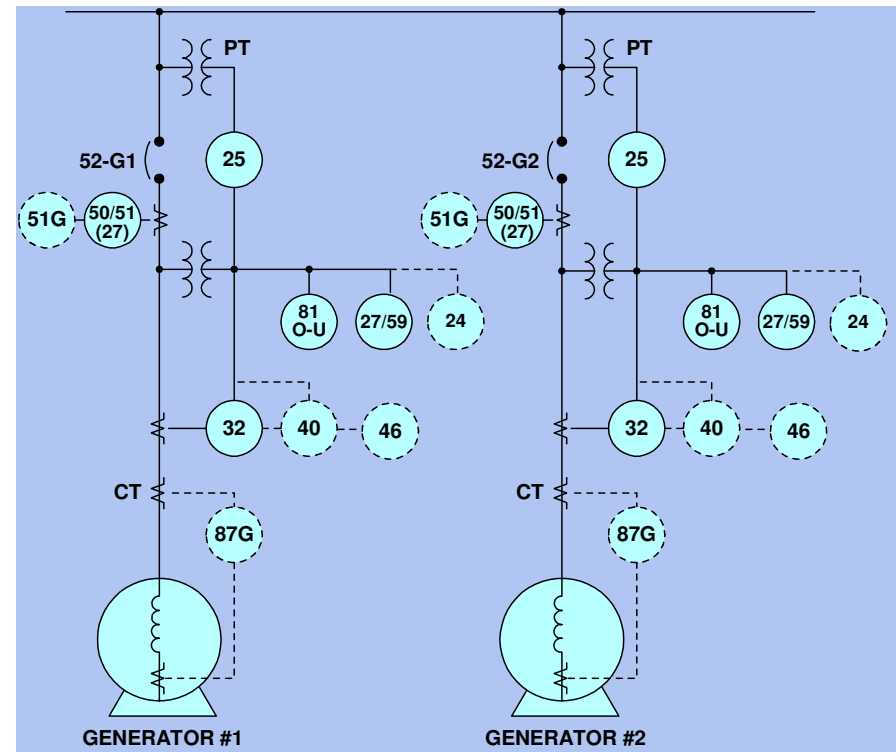 PT
PT
52-G1
25
52-G2
25
51G
50/51
(27)
51G
50/51
(27)
81
O-U
27/59
24
81
O-U
27/59
24
32
40
46
32
40
46
CT
CT
87G
87G
GENERATOR #1
GENERATOR #2